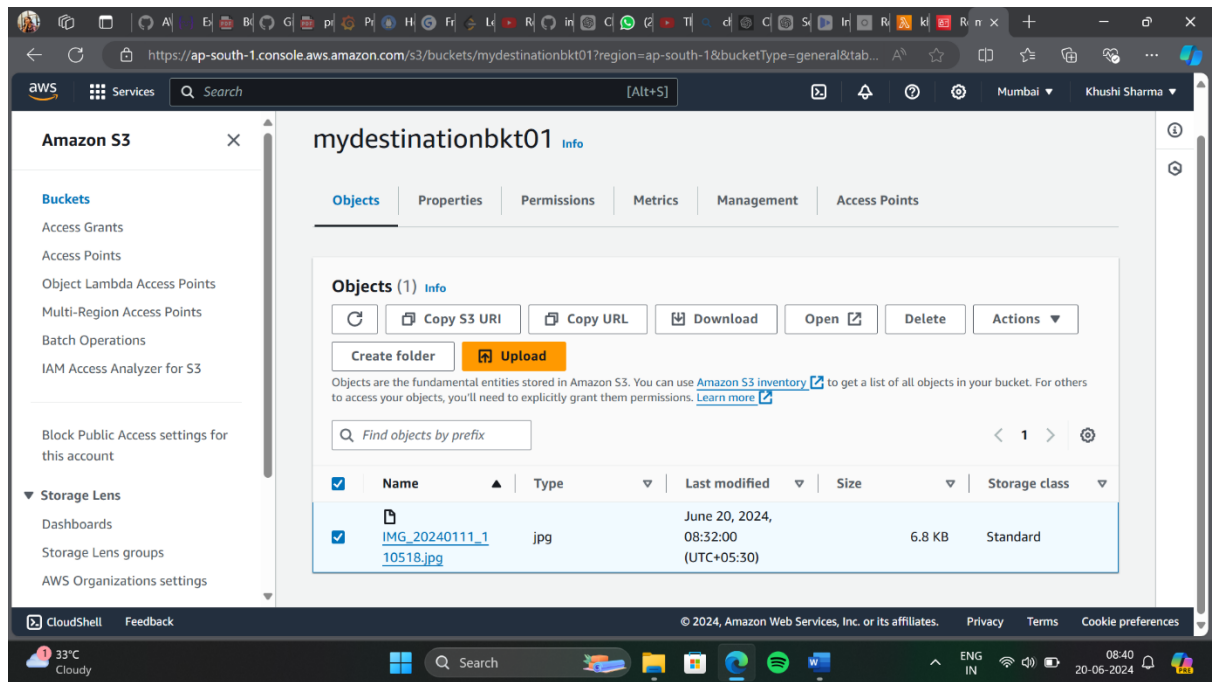 https://ap-south-1.console.aws.amazon.com/s3/buckets/mydestinationbkt01?region=ap-south-1&bucketType=general&tab...
aws
Services
Search
[Alt+S]
Mumbai ▼
Khushi Sharma ▼
Amazon S3
Buckets
Access Grants
Access Points
Object Lambda Access Points
Multi-Region Access Points
Batch Operations
IAM Access Analyzer for S3
Block Public Access settings for
this account
Storage Lens
Dashboards
Storage Lens groups
AWS Organizations settings
mydestinationbkt01 Info
Objects
Properties
Permissions
Metrics
Management
Access Points
Objects (1) Info
Copy S3 URI
Copy URL
Download
Open
Delete
Actions ▼
Create folder
Upload
Objects are the fundamental entities stored in Amazon S3. You can use Amazon S3 inventory to get a list of all objects in your bucket. For others
to access your objects, you'll need to explicitly grant them permissions. Learn more
Find objects by prefix
1
Name
Type
Last modified
Size
Storage class
IMG_20240111_1
10518.jpg
jpg
June 20, 2024,
08:32:00
(UTC+05:30)
6.8 KB
Standard
CloudShell
Feedback
© 2024, Amazon Web Services, Inc. or its affiliates.
Privacy
Terms
Cookie preferences
1
33°C
Cloudy
Search
ENG
IN
08:40
20-06-2024